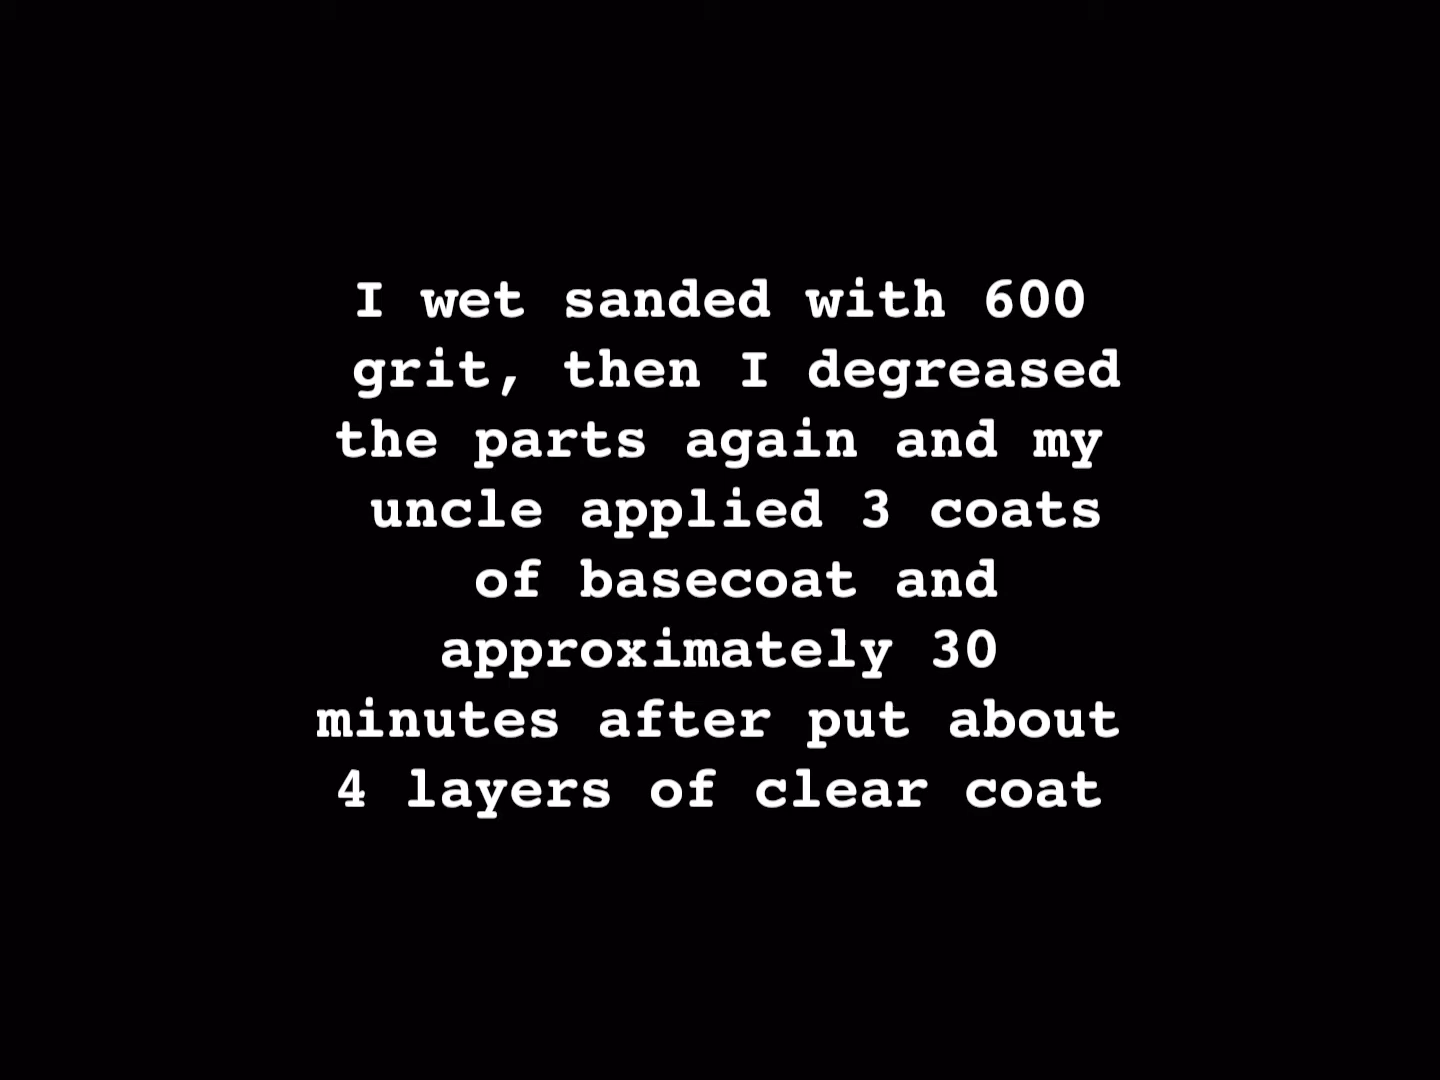 I wet sanded with 600
grit, then I degreased
the parts again and my
uncle applied 3 coats
of basecoat and
approximately 30
minutes after put about
4 layers of clear coat